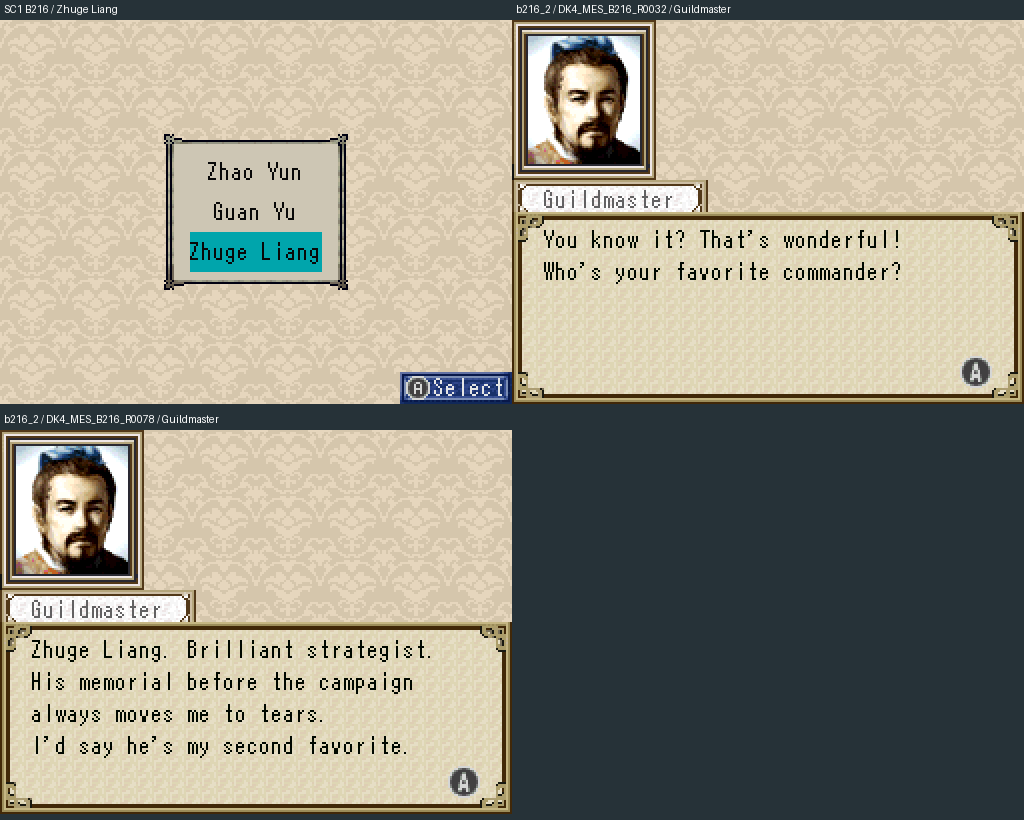 SC1 B216 / Zhuge Liang
Zhao Yun
Guan Yu
Zhuge Liang
A Select
b216_2 / DK4_MES_B216_R0032 / Guildmaster
Guildmaster
You know it? That's wonderful!
Who's your favorite commander?
A
b216_2 / DK4_MES_B216_R0078 / Guildmaster
Guildmaster
Zhuge Liang. Brilliant strategist.
His memorial before the campaign
always moves me to tears.
I'd say he's my second favorite.
A